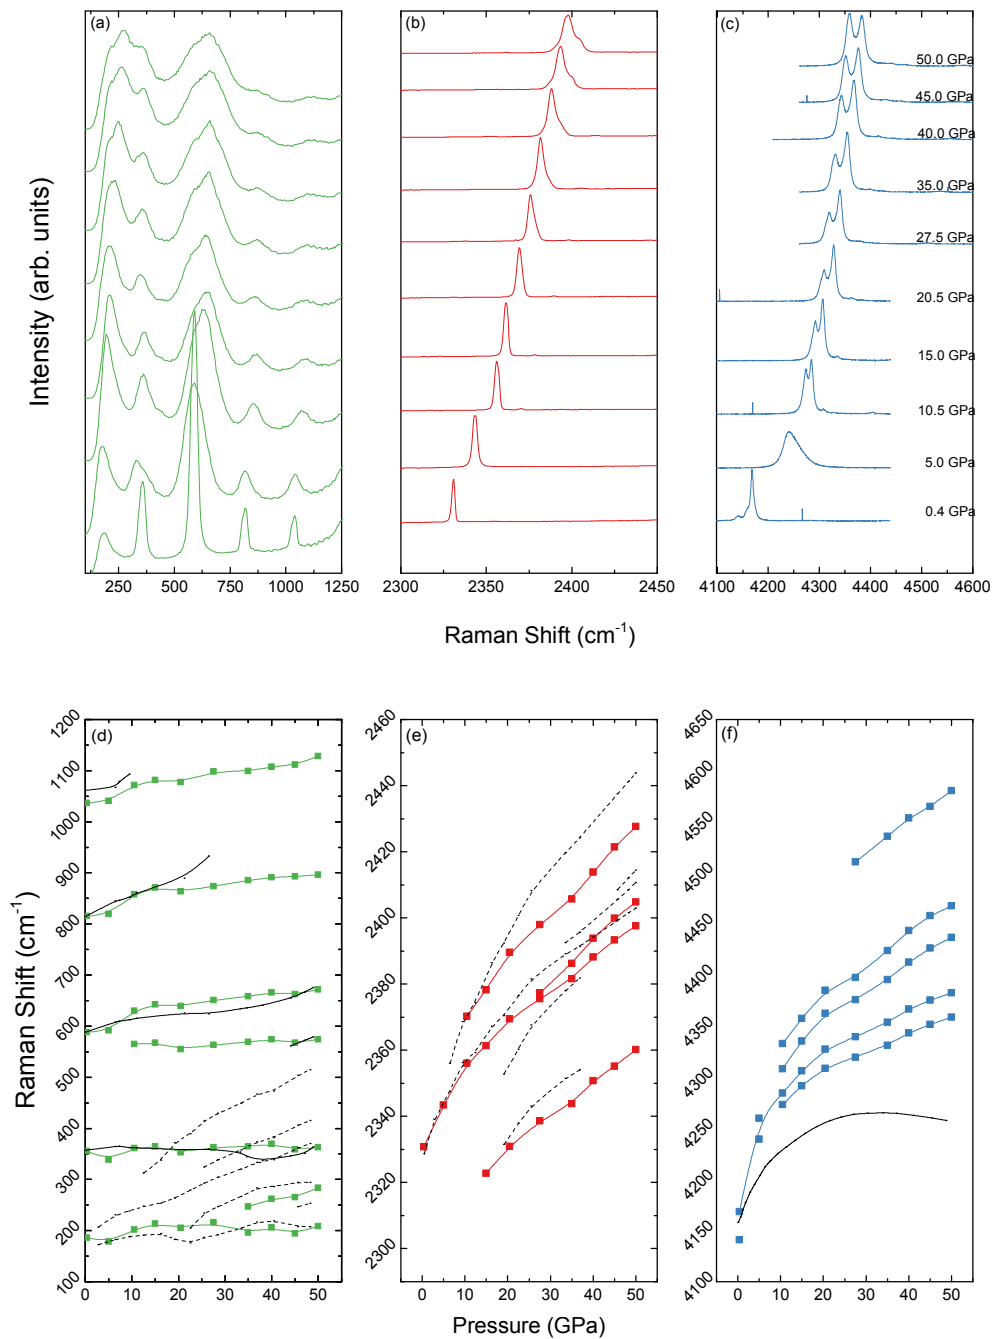 (a)
(b)
(c)
50.0 GPa
45.0 GPa
40.0 GPa
35.0 GPa
27.5 GPa
20.5 GPa
15.0 GPa
10.5 GPa
5.0 GPa
0.4 GPa
Intensity (arb. units)
250 500 750 1000 1250
2300 2350 2400 2450
4100 4200 4300 4400 4500 4600
Raman Shift (cm⁻¹)
(d)
1200
1100
1000
900
800
700
600
500
400
300
200
100
0 10 20 30 40 50
(e)
2460
2440
2420
2400
2380
2360
2340
2320
2300
0 10 20 30 40 50
(f)
4650
4600
4550
4500
4450
4400
4350
4300
4250
4200
4150
4100
0 10 20 30 40 50
Raman Shift (cm⁻¹)
Pressure (GPa)